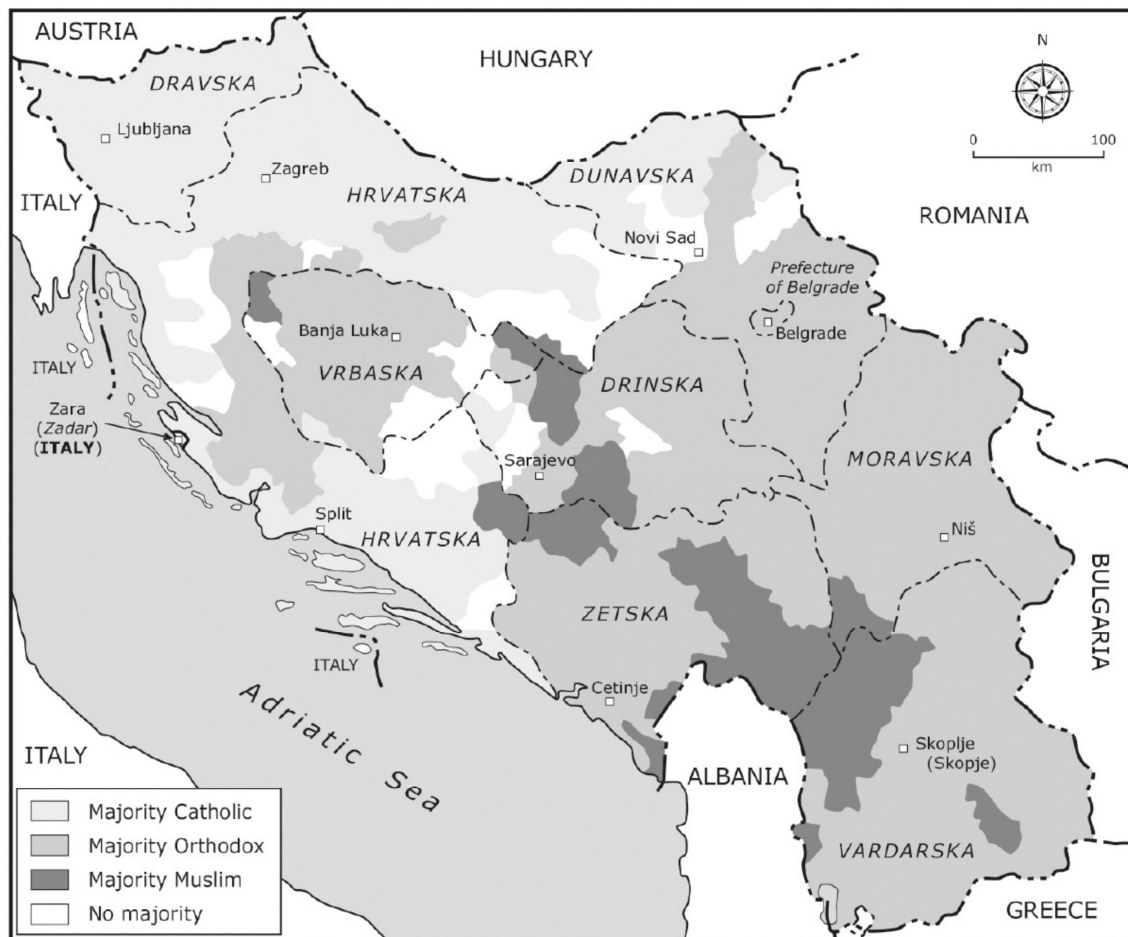 AUSTRIA
HUNGARY
N
DRAVSKA
Ljubljana
Zagreb
0 100
km
DUNAVSKA
HRVATSKA
ITALY
ROMANIA
Novi Sad
Prefecture
of Belgrade
Banja Luka
Belgrade
ITALY
VRBASKA
DRINSKA
Zara
(Zadar)
(ITALY)
Sarajevo
MORAVSKA
Split
HRVATSKA
Niš
BULGARIA
ZETSKA
ITALY
Cetinje
Adriatic Sea
Skoplje
(Skopje)
ITALY
ALBANIA
Majority Catholic
Majority Orthodox
VARDARSKA
Majority Muslim
No majority
GREECE